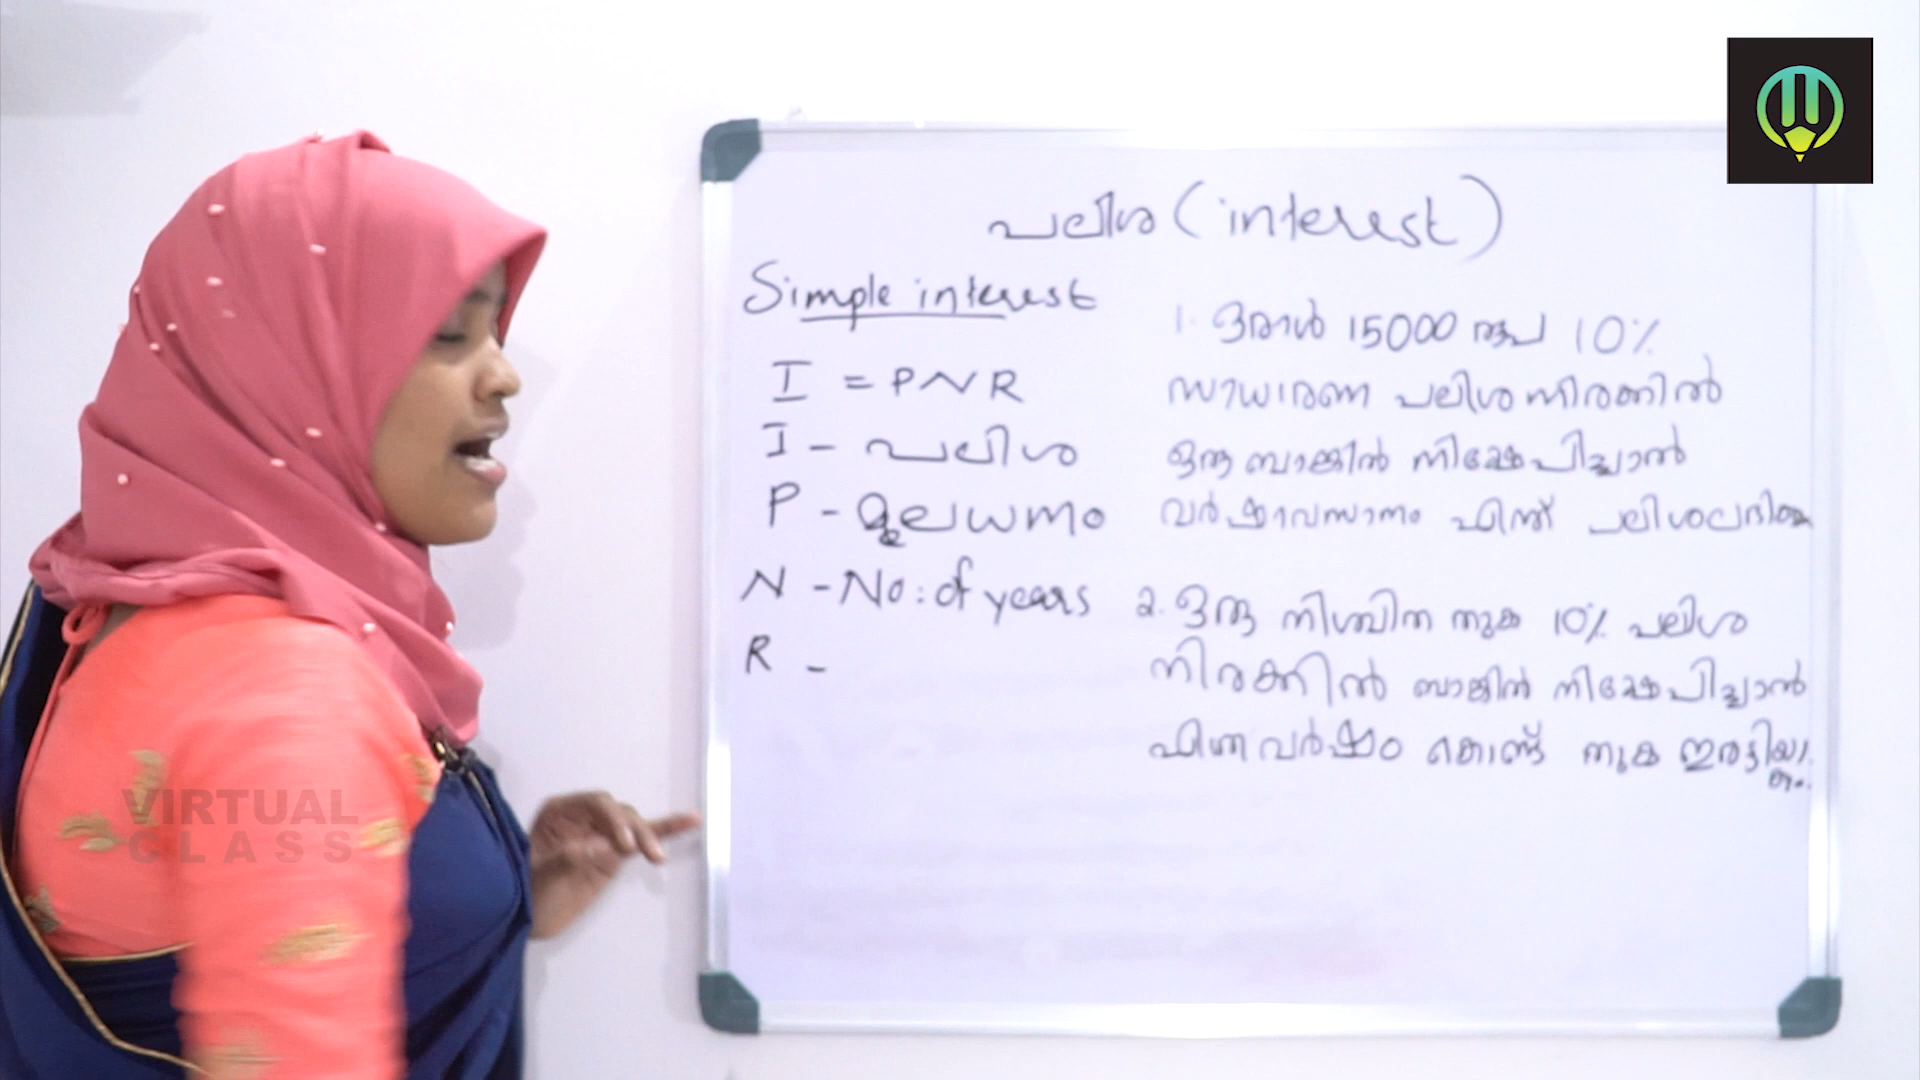 പലിശ (interest)
Simple interest
I = PNR
I - പലിശ
P - മൂലധനം
N - No: of years
R -
1. ഒരാൾ 15000 രൂപ 10%
സാധാരണ പലിശ നിരക്കിൽ
ഒരു ബാങ്കിൽ നിക്ഷേപിച്ചാൽ
വർഷാവസാനം എന്ത് പലിശ
2. ഒരു നിശ്ചിത തുക 10% പലിശ
നിരക്കിൽ ബാങ്കിൽ നിക്ഷേപിച്ചാൽ
എത്ര വർഷം കൊണ്ട് തുക ഇരട്ടിയാകും.
VIRTUAL
CLASS